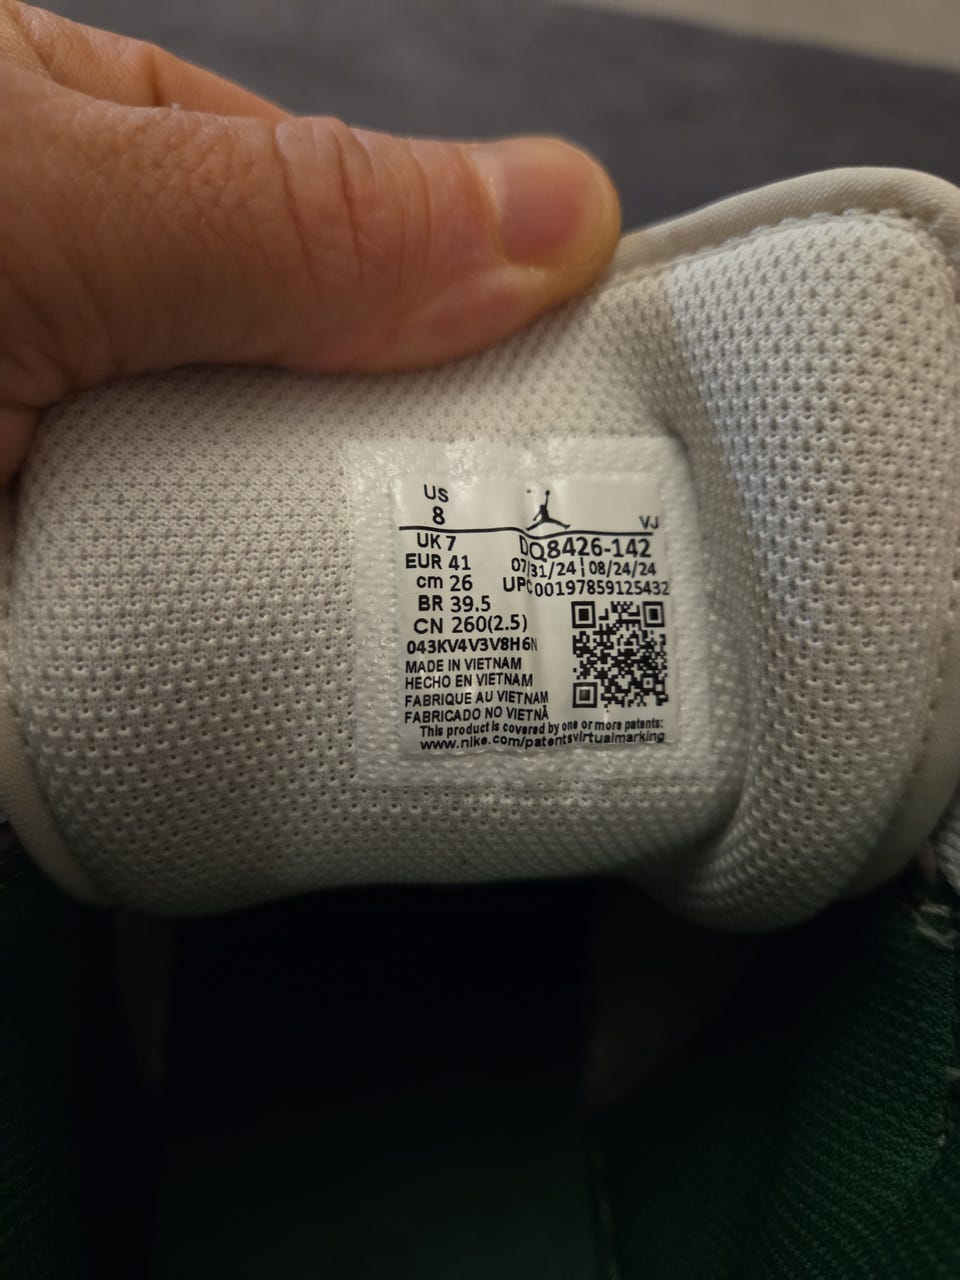 US
8
VJ
UK 7
DQ8426-142
EUR 41
07/31/24 | 08/24/24
cm 26
UPC 00197859125432
BR 39.5
CN 260(2.5)
043KV4V3V8H6N
MADE IN VIETNAM
HECHO EN VIETNAM
FABRIQUE AU VIETNAM
FABRICADO NO VIETNÃ
This product is covered by one or more patents:
www.nike.com/patentsvirtualmarking